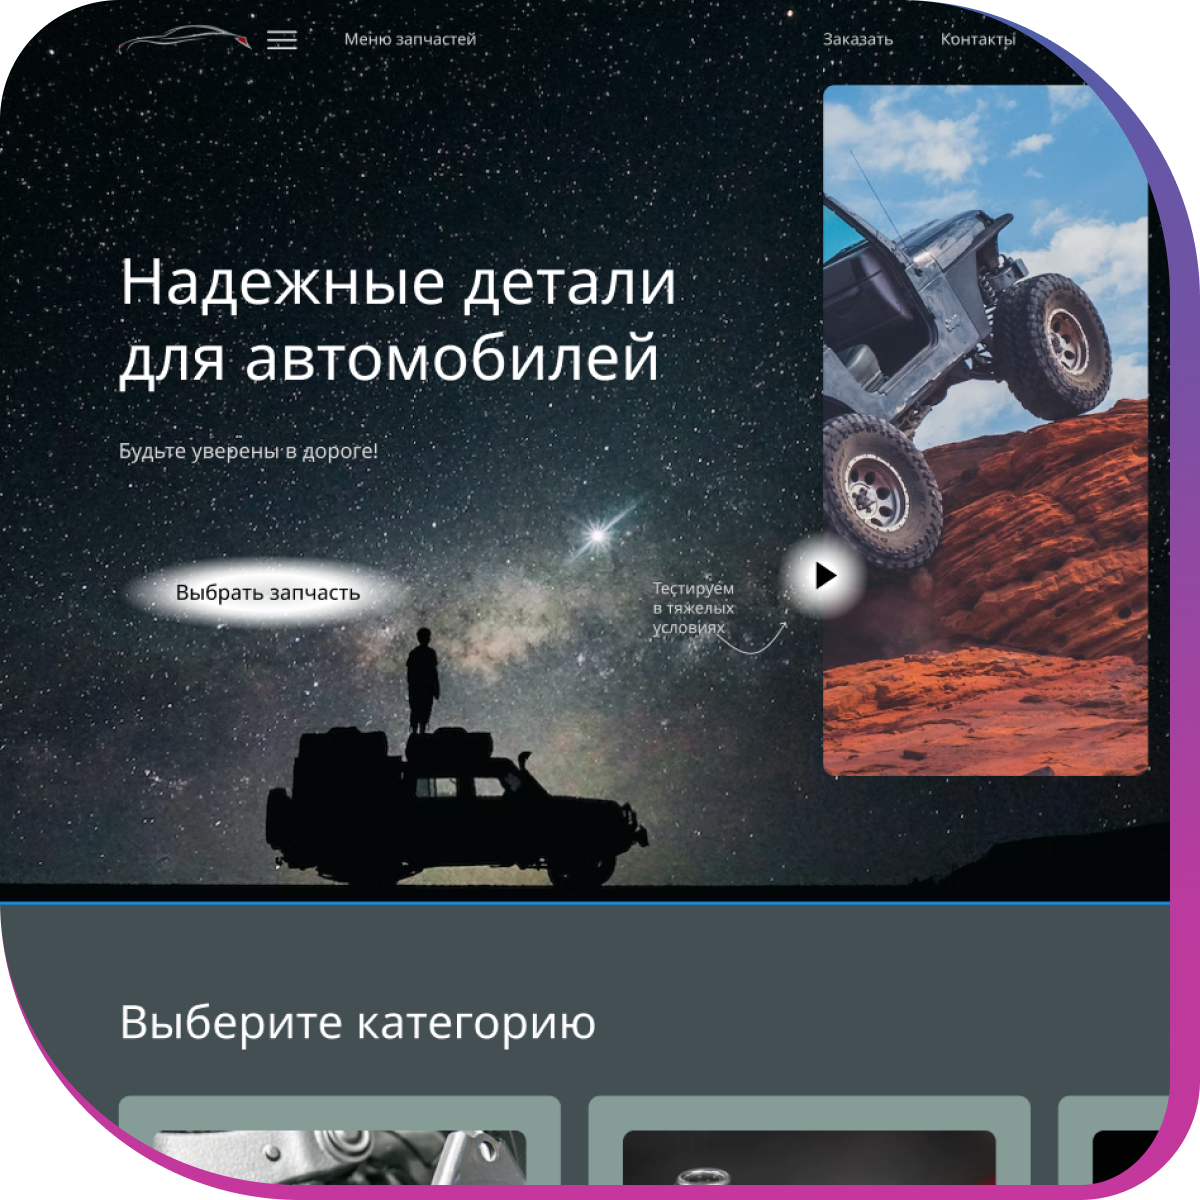 Меню запчастей
Заказать
Контакты
Надежные детали
для автомобилей
Будьте уверены в дороге!
Выбрать запчасть
Тестируем
в тяжелых
условиях
Выберите категорию